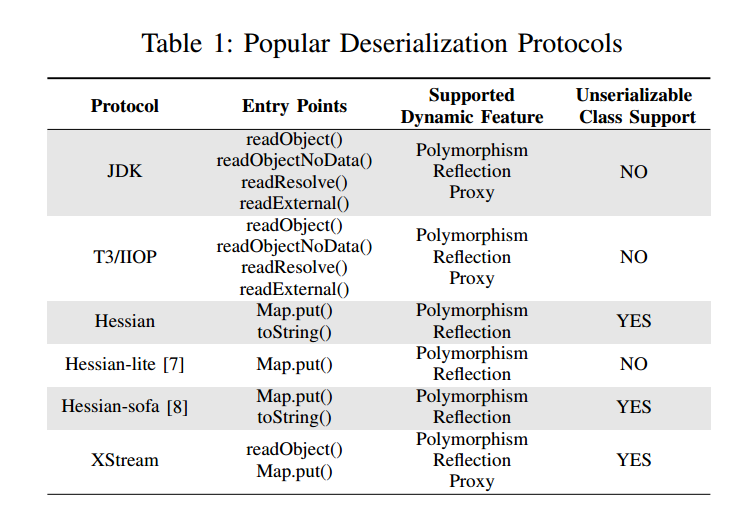 Table 1: Popular Deserialization Protocols
Protocol Entry Points Supported Dynamic Feature Unserializable Class Support
JDK
readObject()
readObjectNoData()
readResolve()
readExternal()
Polymorphism
Reflection
Proxy
NO
T3/IIOP
readObject()
readObjectNoData()
readResolve()
readExternal()
Polymorphism
Reflection
Proxy
NO
Hessian
Map.put()
toString()
Polymorphism
Reflection
YES
Hessian-lite [7]
Map.put()
Polymorphism
Reflection
NO
Hessian-sofa [8]
Map.put()
toString()
Polymorphism
Reflection
YES
XStream
readObject()
Map.put()
Polymorphism
Reflection
Proxy
YES